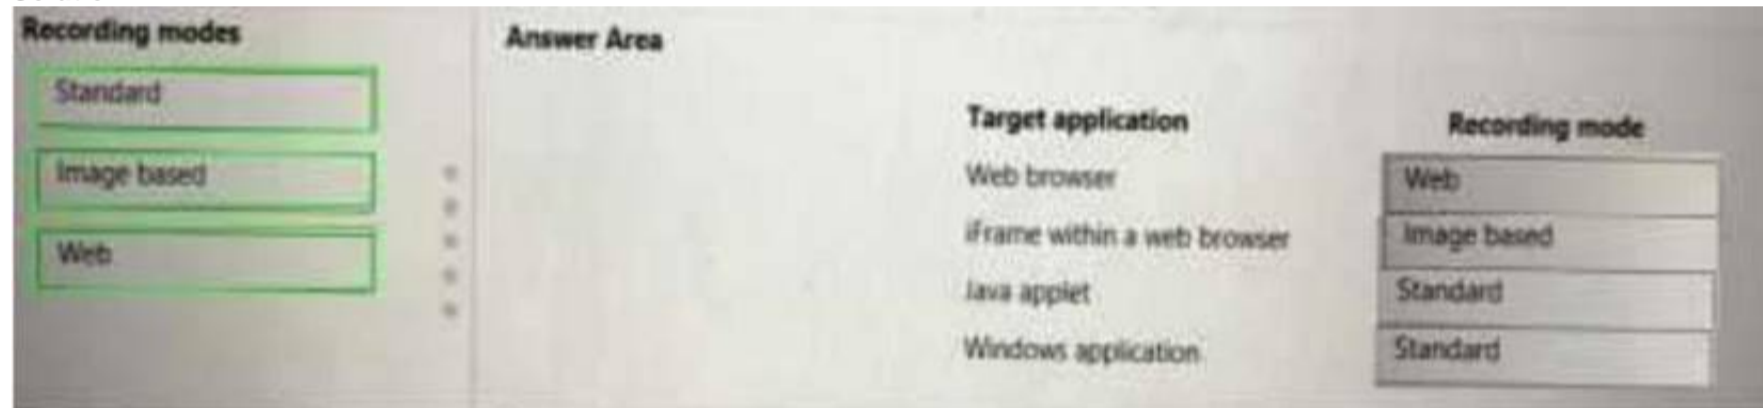 Recording modes
Standard
Image based
Web
Answer Area
Target application Recording mode
Web browser Web
iFrame within a web browser Image based
Java applet Standard
Windows application Standard